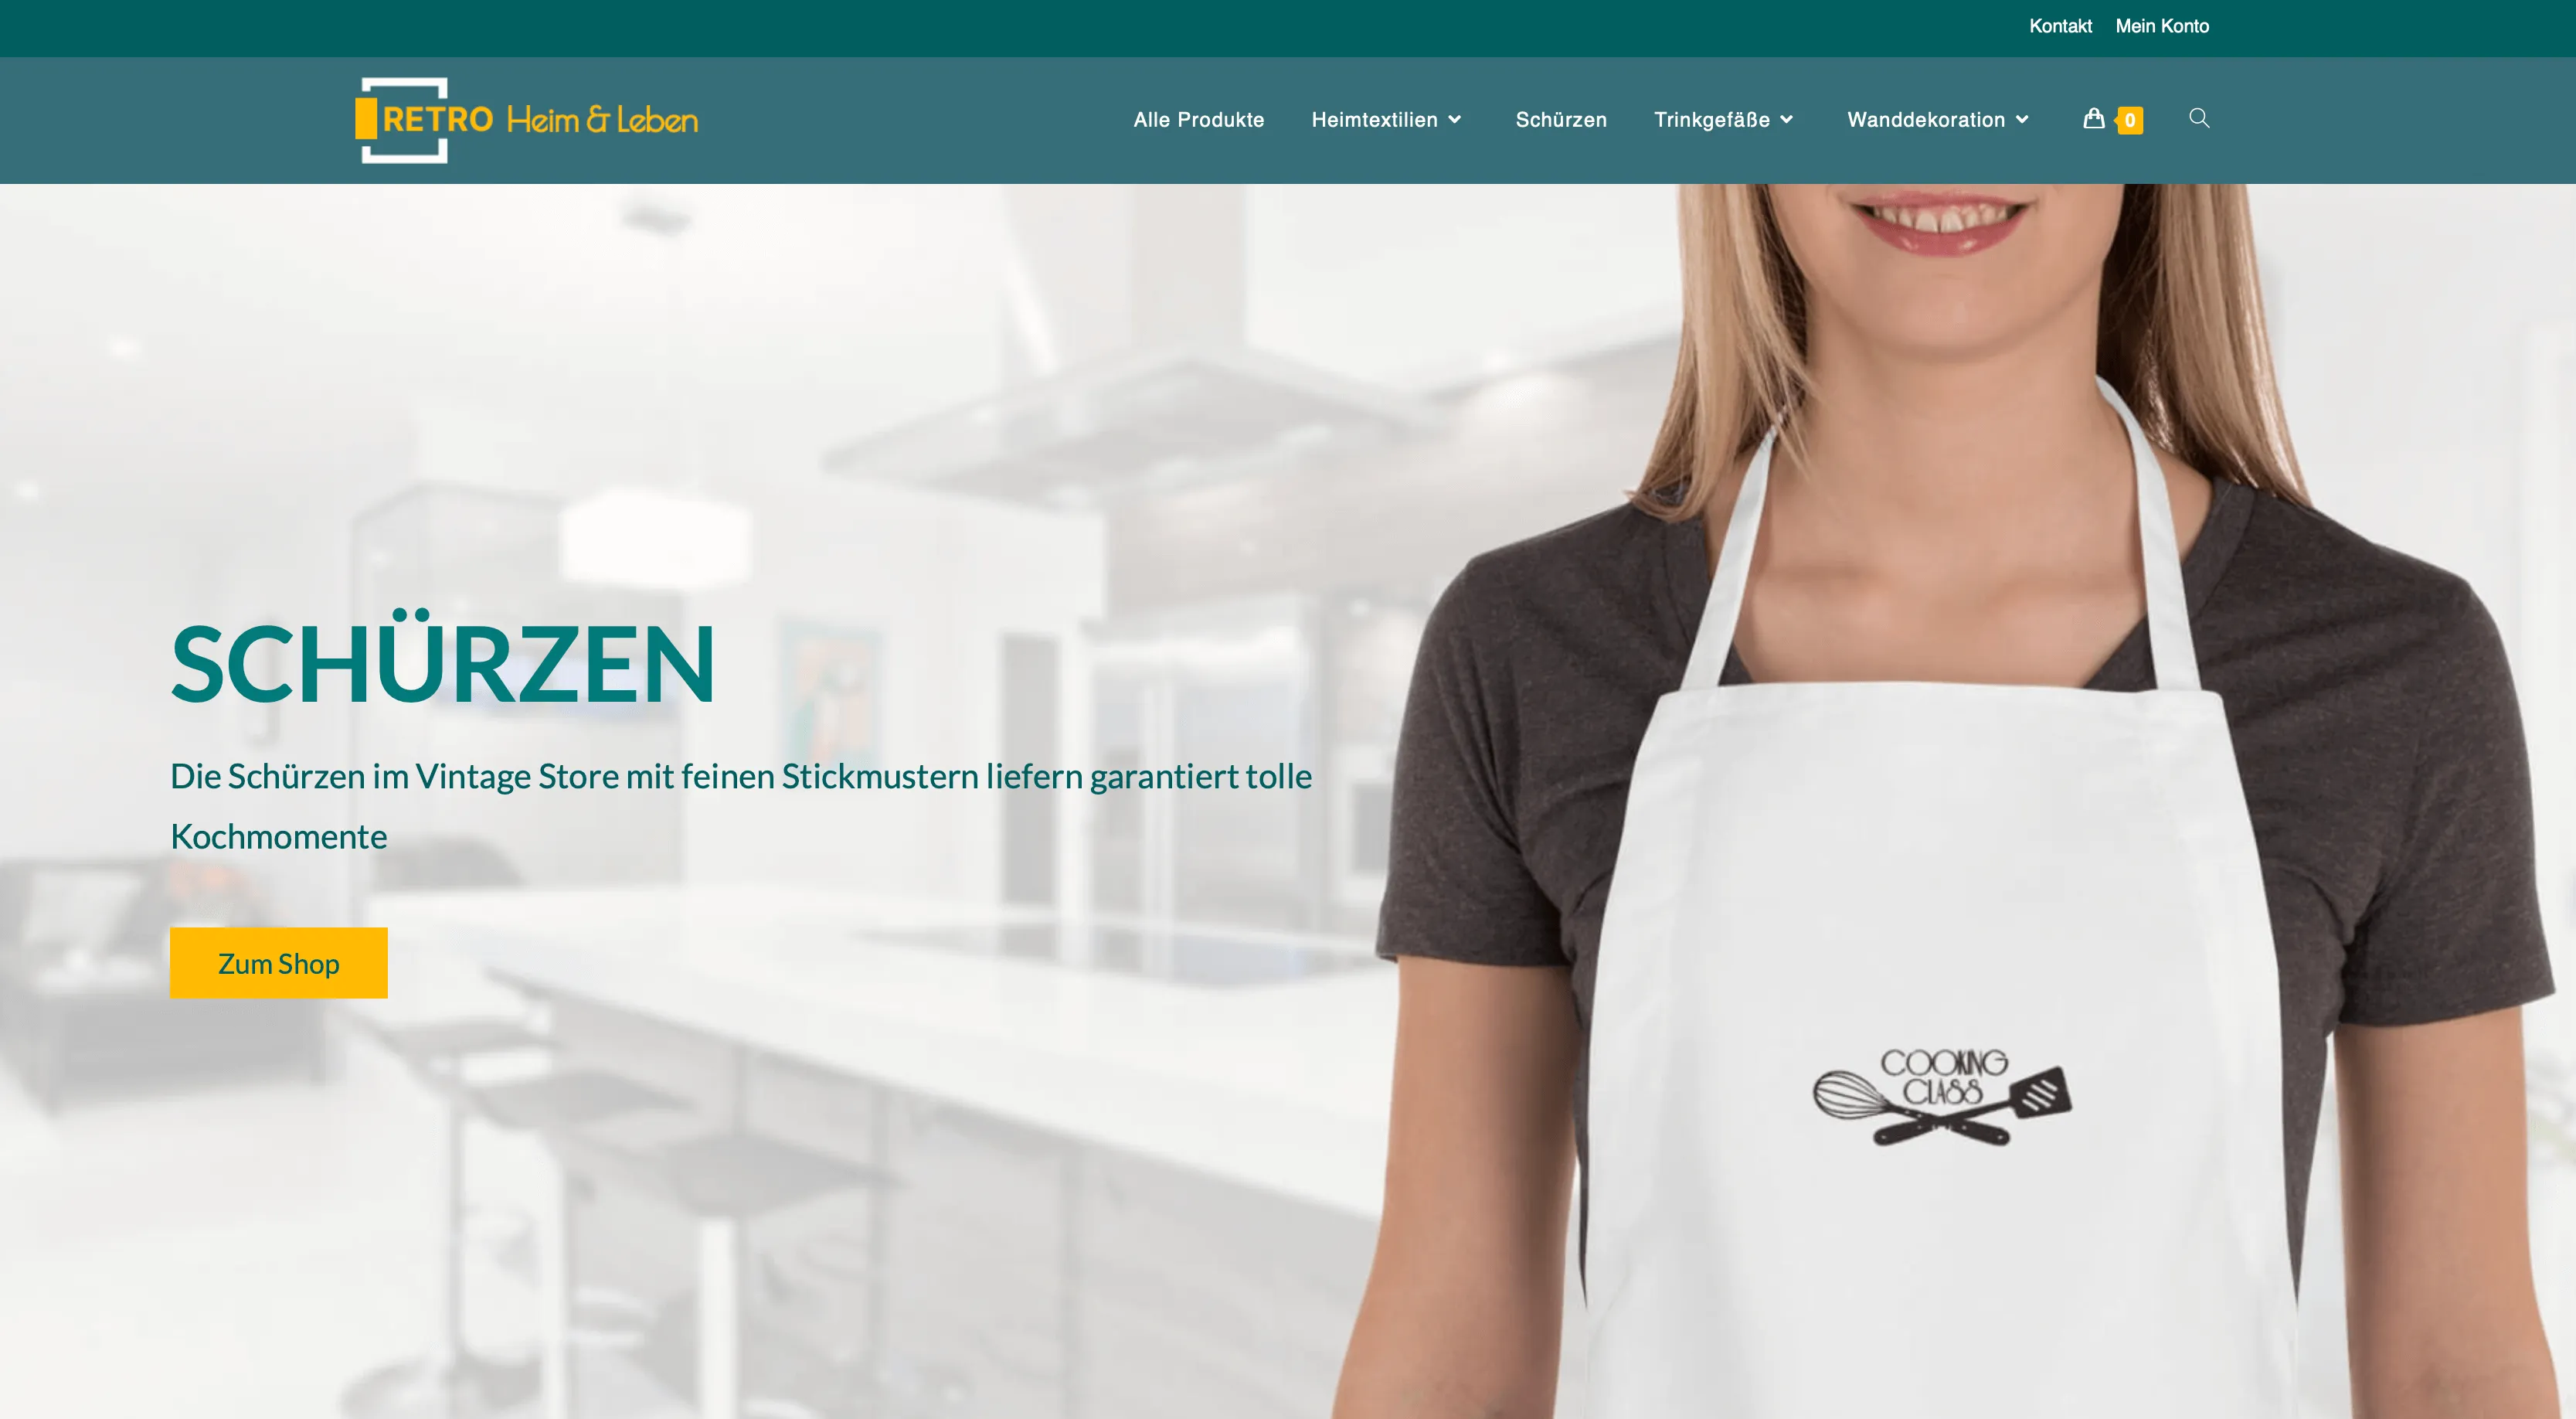 Kontakt Mein Konto
RETRO Heim & Leben
Alle Produkte Heimtextilien Schürzen Trinkgefäße Wanddekoration 0
SCHÜRZEN
Die Schürzen im Vintage Store mit feinen Stickmustern liefern garantiert tolle
Kochmomente
Zum Shop
COOKING
CLASS